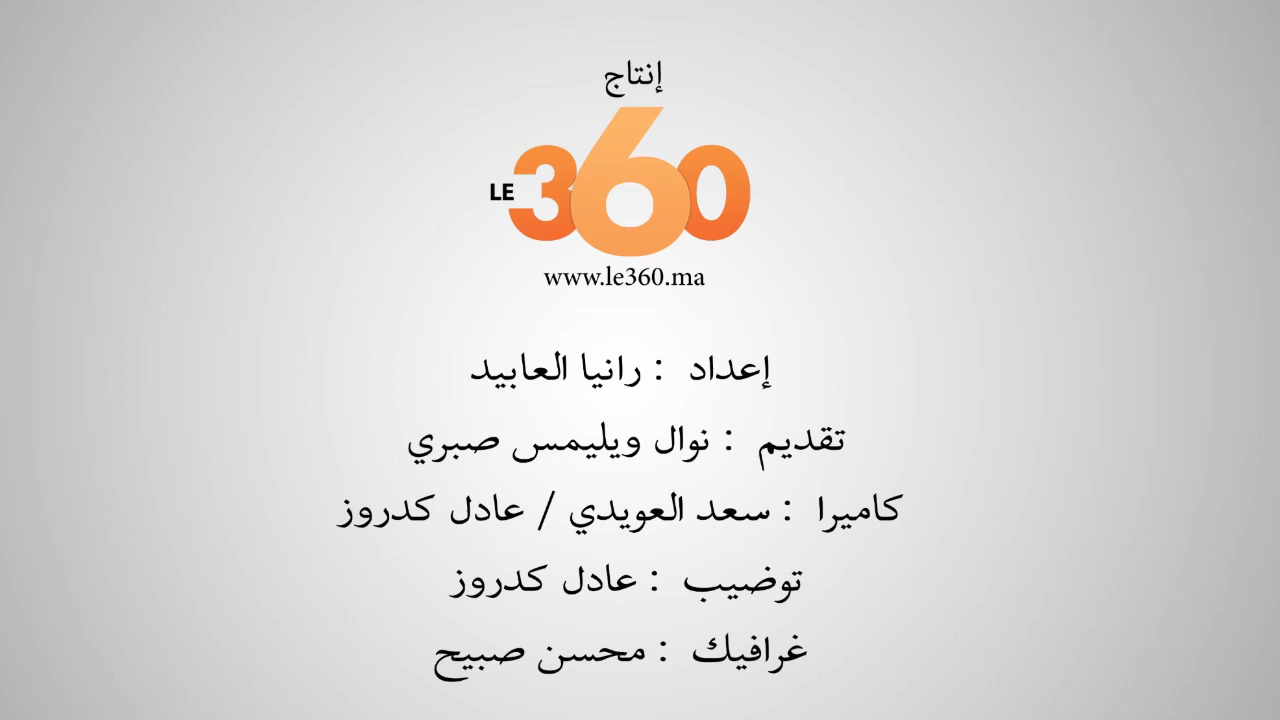 إنتاج
LE 360
www.le360.ma
إعداد : رانيا العابيد
تقديم : نوال ويليمس صبري
كاميرا : سعد العويدي / عادل كدروز
توضيب : عادل كدروز
غرافيك : محسن صبيح